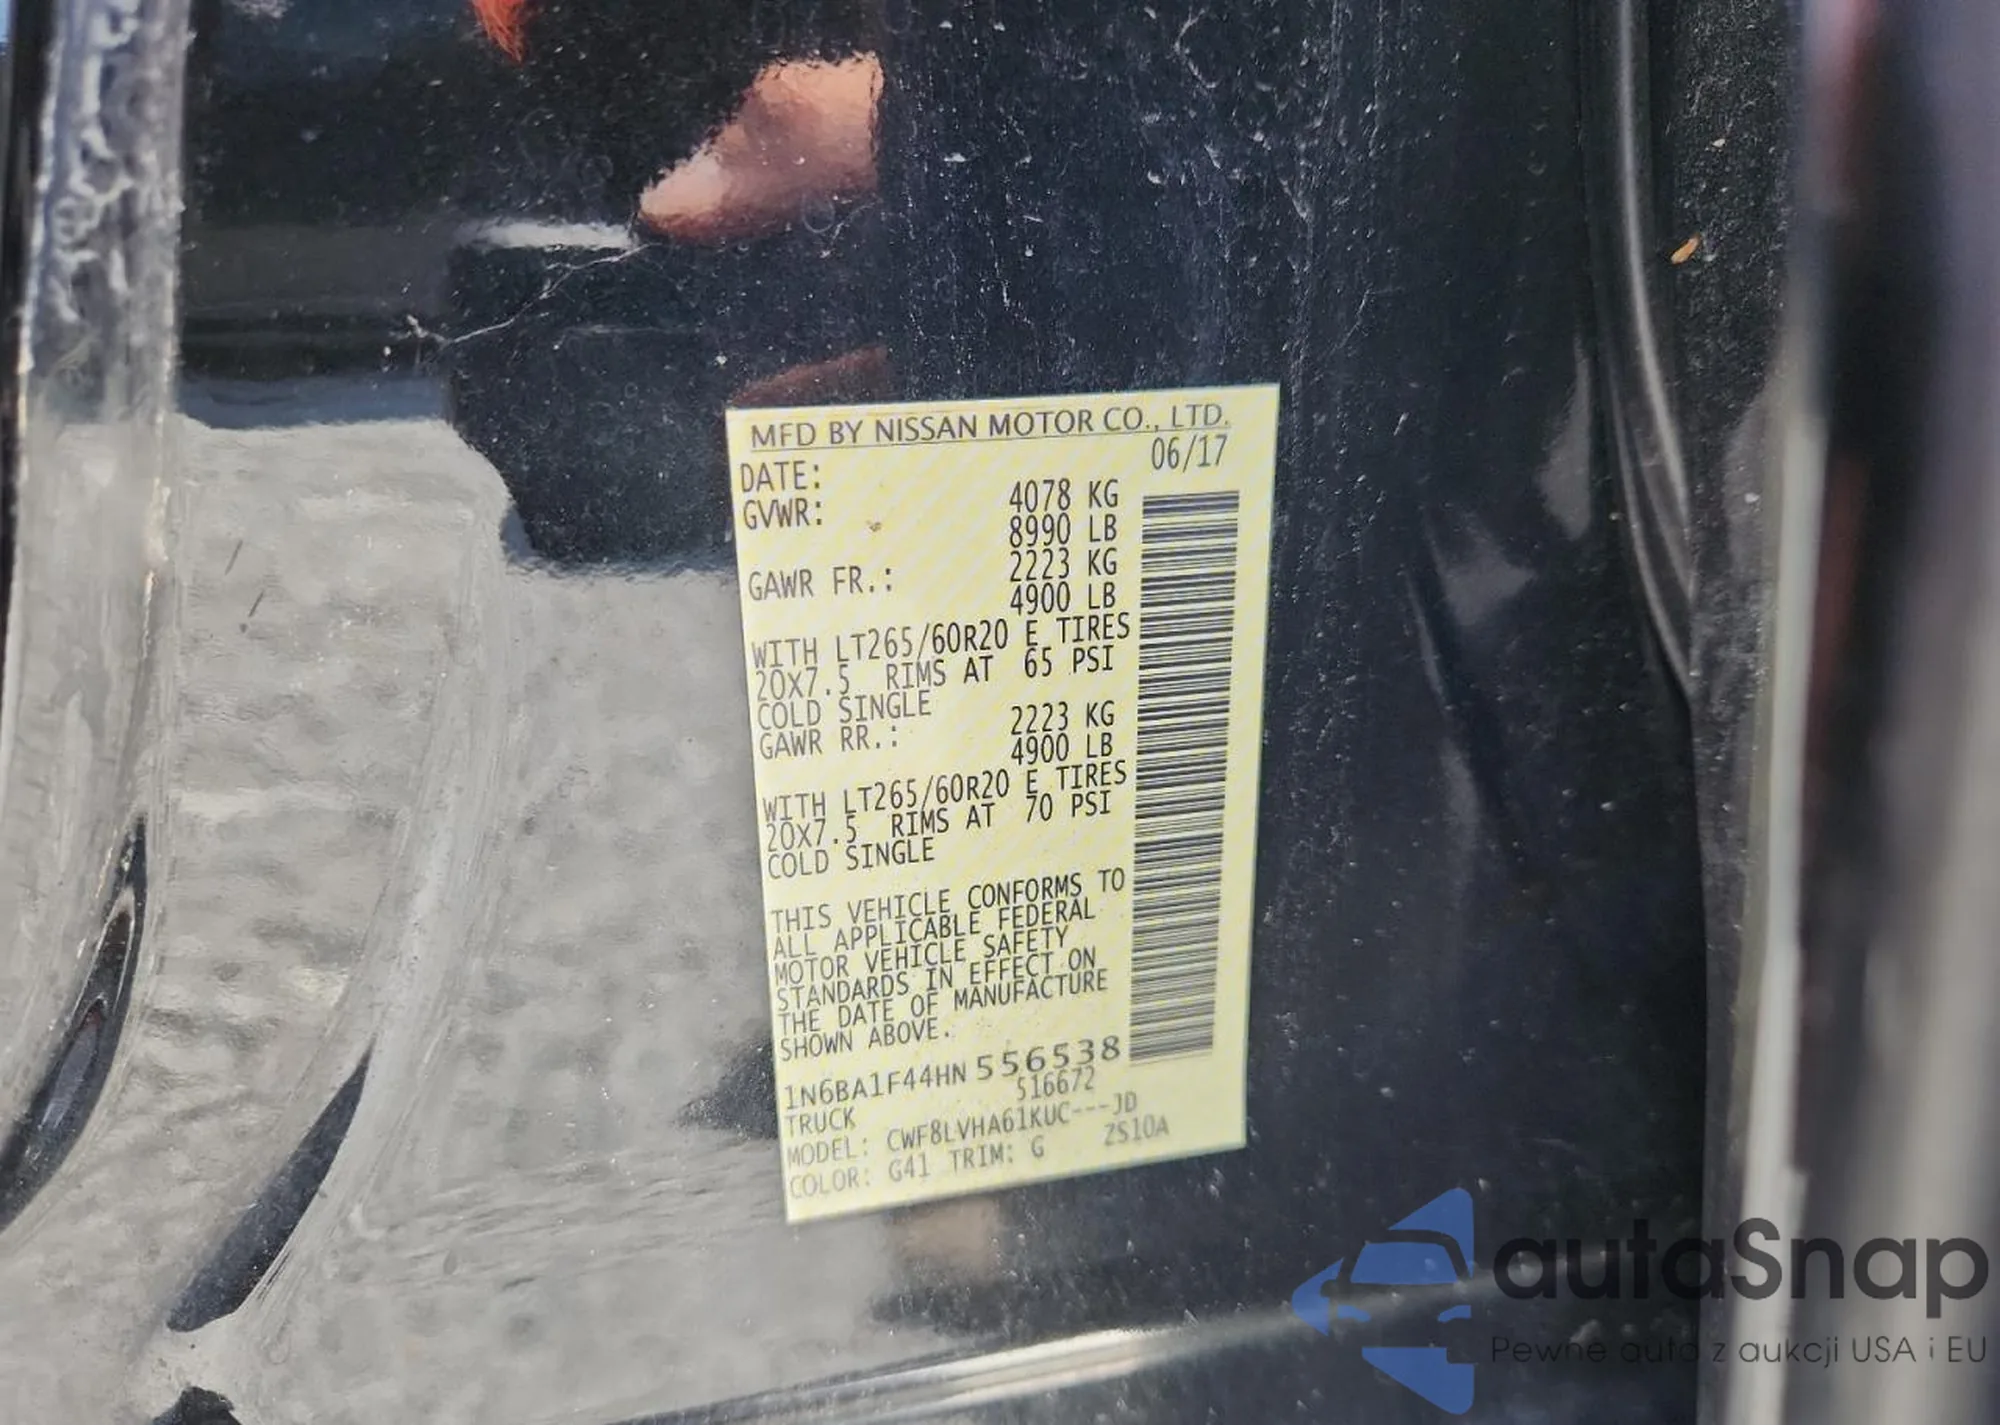 MFD BY NISSAN MOTOR CO., LTD.
DATE: 06/17
GVWR: 4078 KG
8990 LB
GAWR FR.: 2223 KG
4900 LB
WITH LT265/60R20 E TIRES
20X7.5 RIMS AT 65 PSI
COLD SINGLE
GAWR RR.: 2223 KG
4900 LB
WITH LT265/60R20 E TIRES
20X7.5 RIMS AT 70 PSI
COLD SINGLE
THIS VEHICLE CONFORMS TO
ALL APPLICABLE FEDERAL
MOTOR VEHICLE SAFETY
STANDARDS IN EFFECT ON
THE DATE OF MANUFACTURE
SHOWN ABOVE.
1N6BA1F44HN556538
TRUCK 516672
MODEL: CWF8LVHA61KUC---JD
COLOR: G41 TRIM: G ZS10A
autaSnap
Pewne auto z aukcji USA i EU